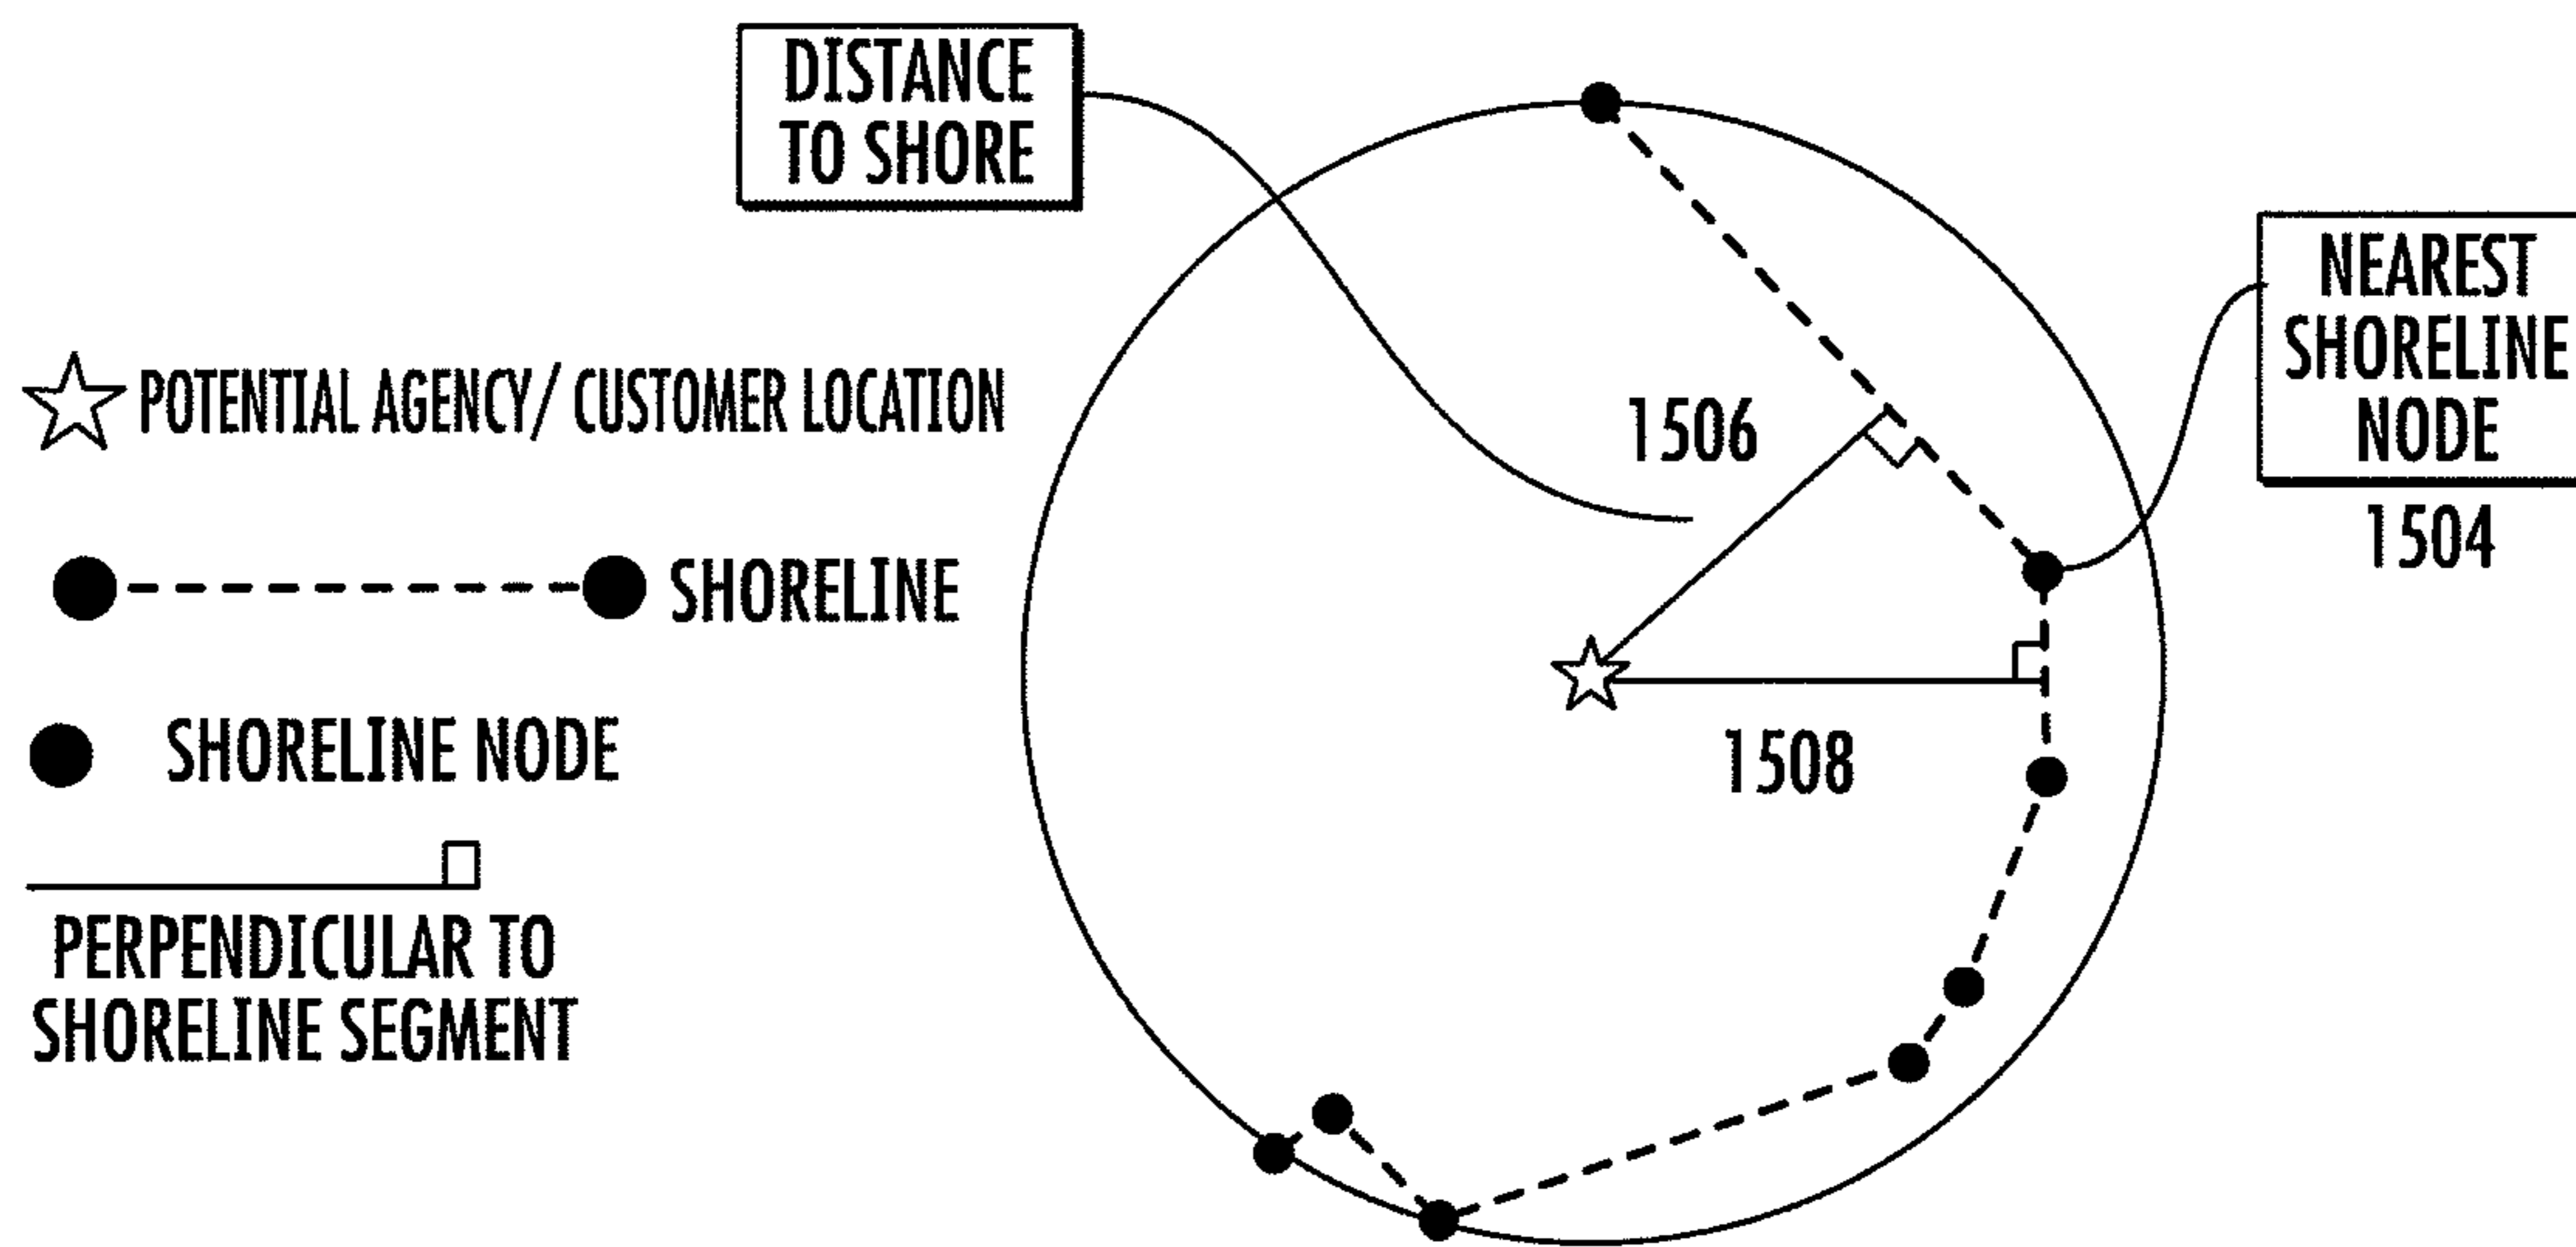 DISTANCE
TO SHORE
NEAREST
SHORELINE
NODE
1504
1506
1508
POTENTIAL AGENCY/ CUSTOMER LOCATION
SHORELINE
SHORELINE NODE
PERPENDICULAR TO
SHORELINE SEGMENT